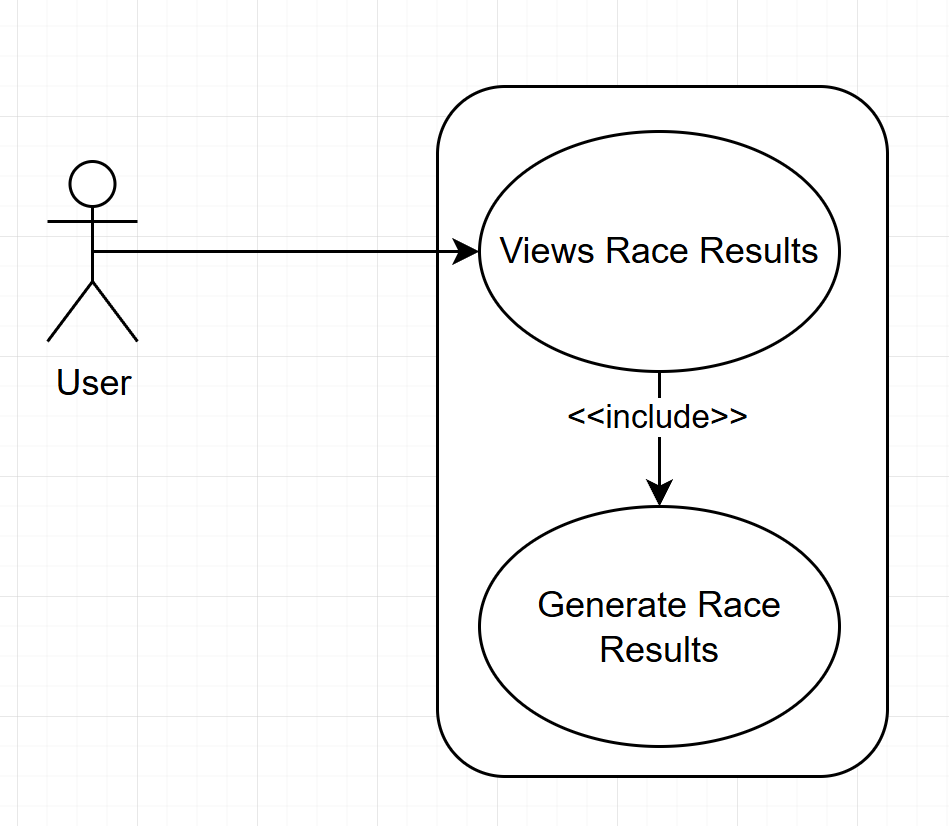 Views Race Results
User
<<include>>
Generate Race
Results